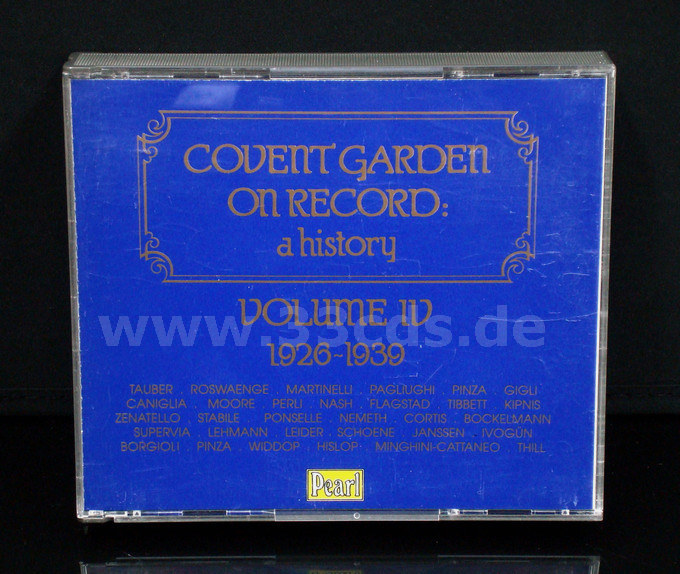 COVENT GARDEN
ON RECORD:
a history
VOLUME IV
www.33cds.de
1926-1939
TAUBER . ROSWAENGE . MARTINELLI . PAGLIUGHI . PINZA . GIGLI
CANIGLIA . MOORE . PERLI . NASH . FLAGSTAD . TIBBETT . KIPNIS
ZENATELLO . STABILE . PONSELLE . NEMETH . CORTIS . BOCKELMANN
SUPERVIA . LEHMANN . LEIDER . SCHOENE . JANSSEN . IVOGÜN
BORGIOLI . PINZA . WIDDOP . HISLOP . MINGHINI-CATTANEO . THILL
Pearl